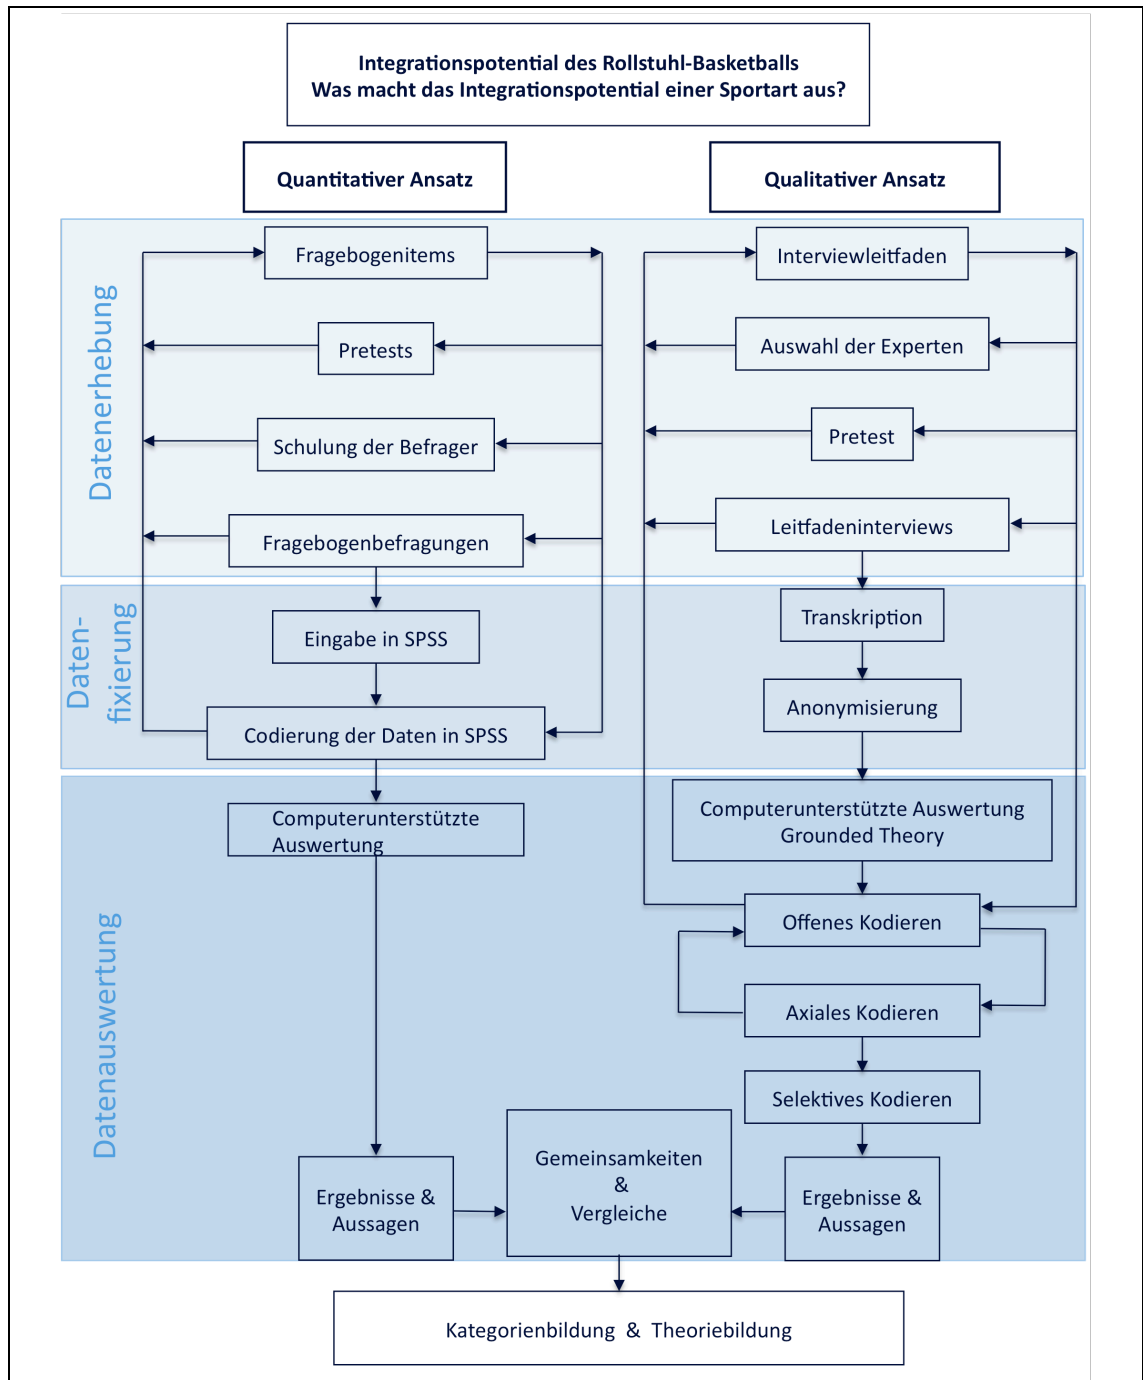 Integrationspotential des Rollstuhl-Basketballs
Was macht das Integrationspotential einer Sportart aus?
Quantitativer Ansatz
Qualitativer Ansatz
Datenerhebung
Fragebogenitems
Pretests
Schulung der Befrager
Fragebogenbefragungen
Interviewleitfaden
Auswahl der Experten
Pretest
Leitfadeninterviews
Daten-
fixierung
Eingabe in SPSS
Codierung der Daten in SPSS
Transkription
Anonymisierung
Datenauswertung
Computerunterstützte
Auswertung
Computerunterstützte Auswertung
Grounded Theory
Offenes Kodieren
Axiales Kodieren
Selektives Kodieren
Ergebnisse &
Aussagen
Gemeinsamkeiten
&
Vergleiche
Ergebnisse &
Aussagen
Kategorienbildung & Theoriebildung